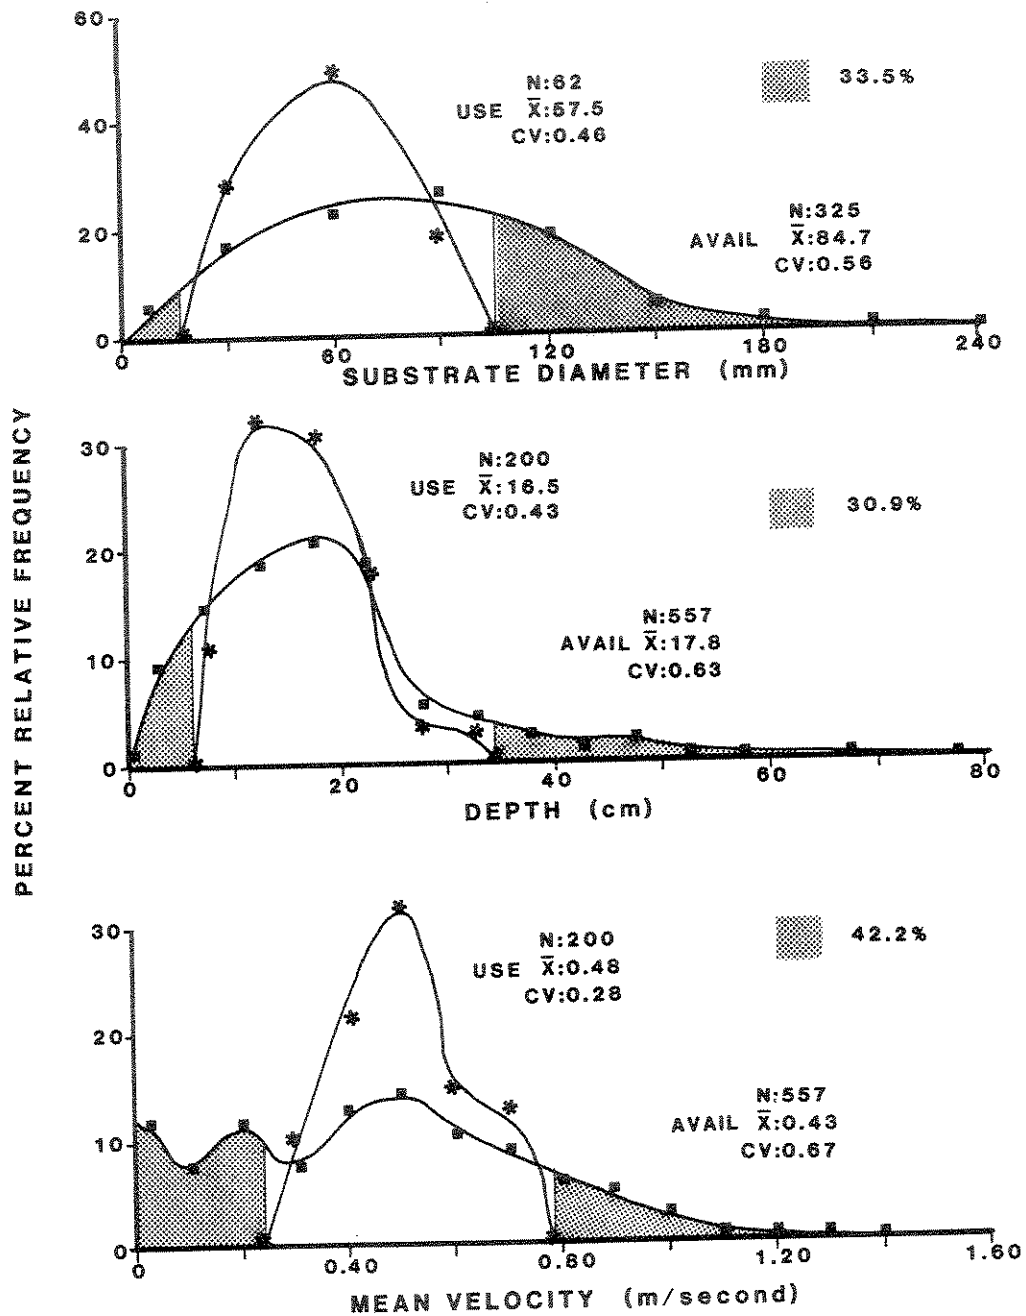 PERCENT RELATIVE FREQUENCY
60
40
20
0
N:62
USE X̅:57.5
CV:0.46
33.5%
N:325
AVAIL X̅:84.7
CV:0.56
0 60 120 180 240
SUBSTRATE DIAMETER (mm)
30
20
10
0
N:200
USE X̅:16.5
CV:0.43
30.9%
N:557
AVAIL X̅:17.8
CV:0.63
0 20 40 60 80
DEPTH (cm)
30
20
10
0
N:200
USE X̅:0.48
CV:0.28
42.2%
N:557
AVAIL X̅:0.43
CV:0.67
0 0.40 0.80 1.20 1.60
MEAN VELOCITY (m/second)